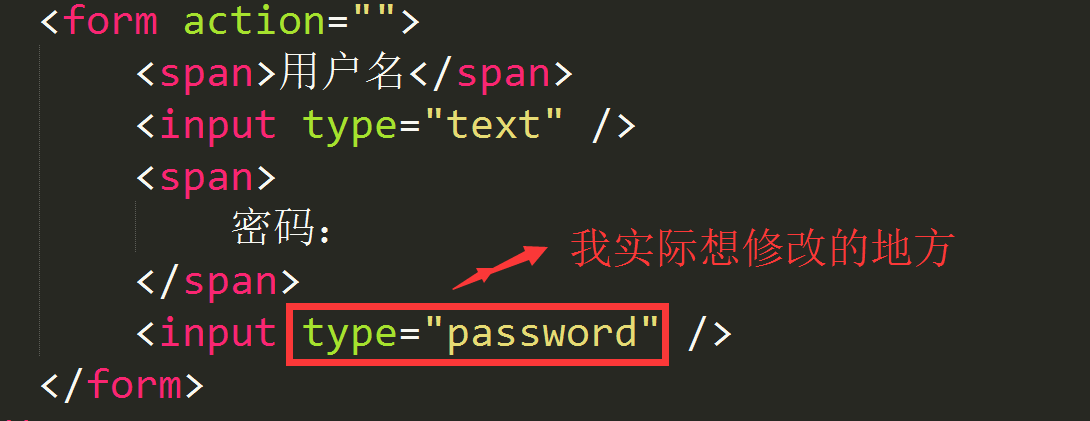 <form action="">
<span>用户名</span>
<input type="text" />
<span>
密码：
我实际想修改的地方
</span>
<input type="password" />
</form>